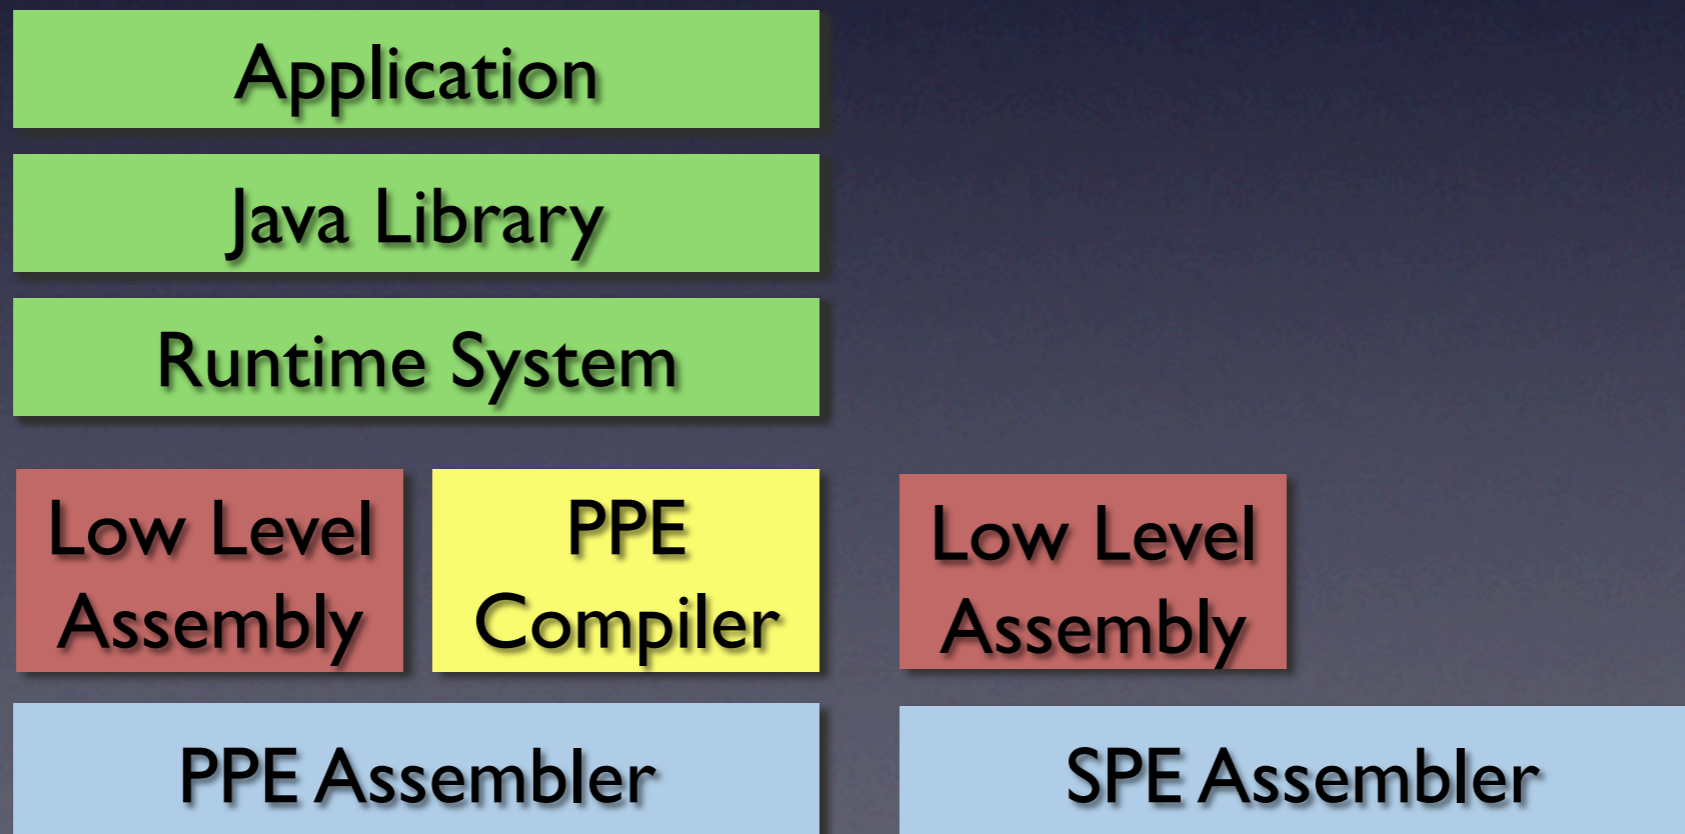 Application
Java Library
Runtime System
Low Level
Assembly
PPE
Compiler
Low Level
Assembly
PPE Assembler
SPE Assembler